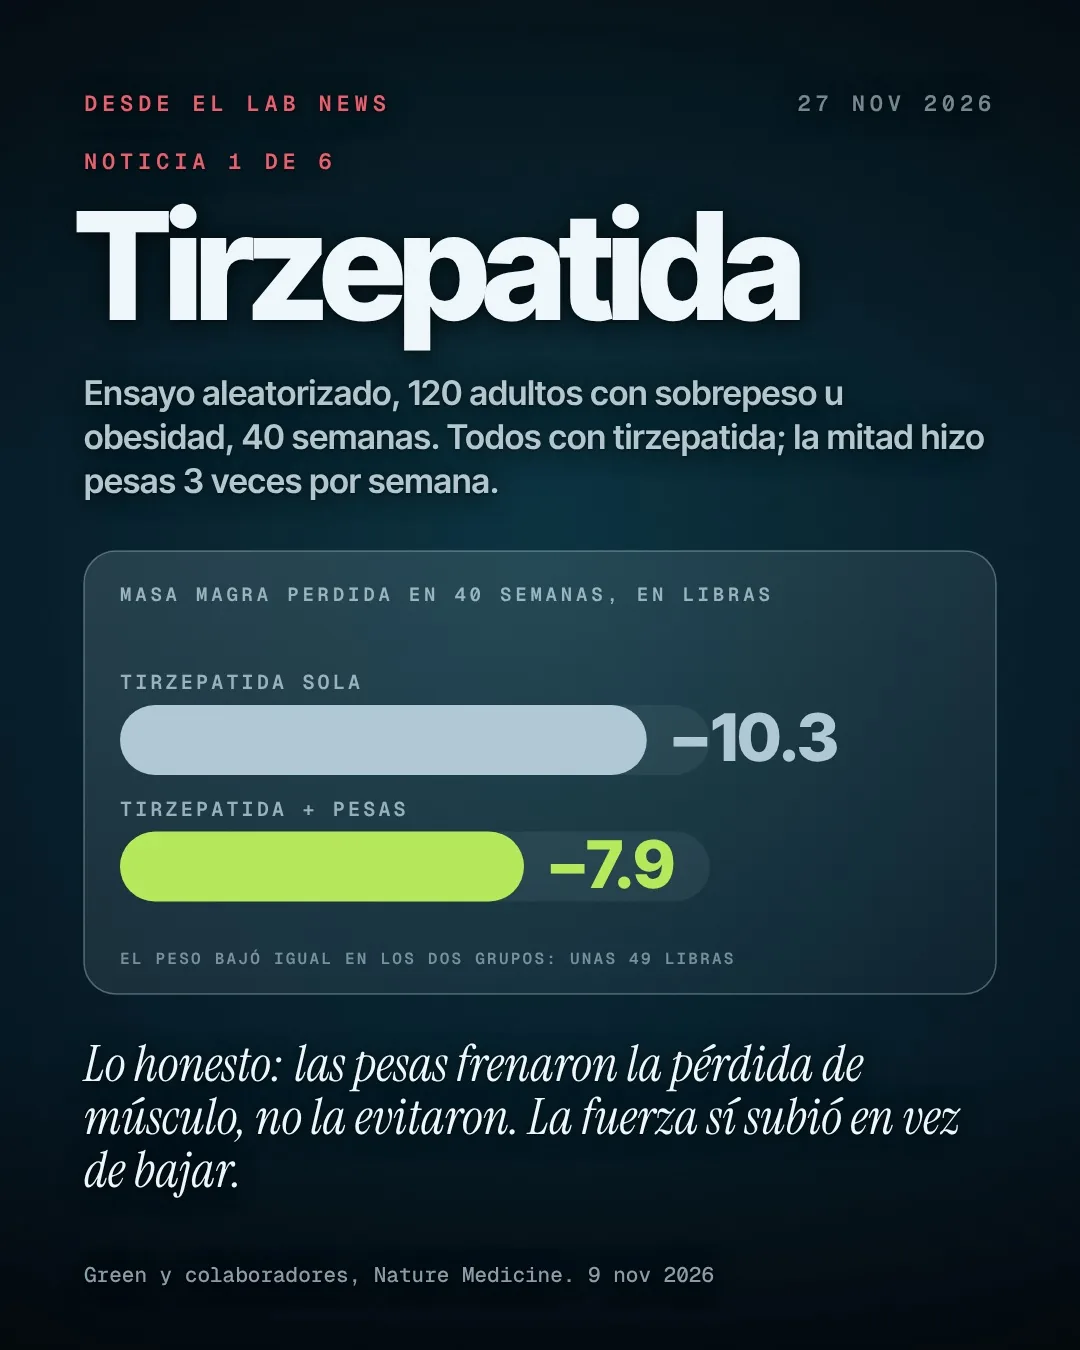 DESDE EL LAB NEWS
27 NOV 2026
NOTICIA 1 DE 6
Tirzepatida
Ensayo aleatorizado, 120 adultos con sobrepeso u
obesidad, 40 semanas. Todos con tirzepatida; la mitad hizo
pesas 3 veces por semana.
MASA MAGRA PERDIDA EN 40 SEMANAS, EN LIBRAS
TIRZEPATIDA SOLA
–10.3
TIRZEPATIDA + PESAS
–7.9
EL PESO BAJÓ IGUAL EN LOS DOS GRUPOS: UNAS 49 LIBRAS
Lo honesto: las pesas frenaron la pérdida de
músculo, no la evitaron. La fuerza sí subió en vez
de bajar.
Green y colaboradores, Nature Medicine. 9 nov 2026